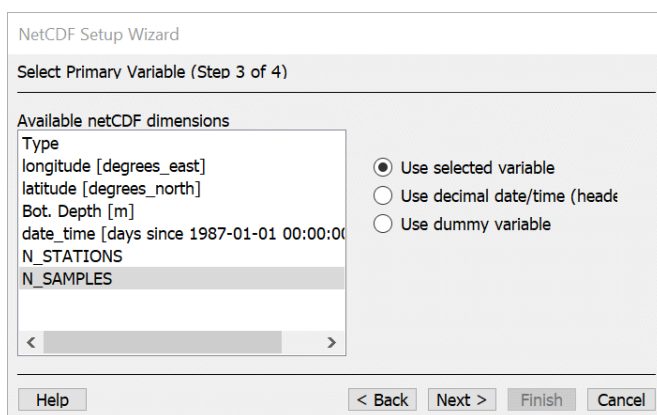 NetCDF Setup Wizard
Select Primary Variable (Step 3 of 4)
Available netCDF dimensions
Type
longitude [degrees_east]
latitude [degrees_north]
Bot. Depth [m]
date_time [days since 1987-01-01 00:00:00
N_STATIONS
N_SAMPLES
Use selected variable
Use decimal date/time (heade
Use dummy variable
Help
< Back
Next >
Finish
Cancel